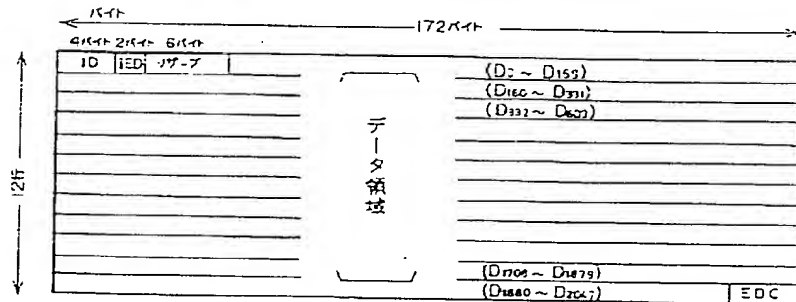 バイト
172バイト
4バイト 2バイト 6バイト
ID IED リザーブ
(D0 ~ D159)
(D160 ~ D331)
(D332 ~ D503)
データ領域
12行
(D1708 ~ D1879)
(D1880 ~ D2047)
EDC